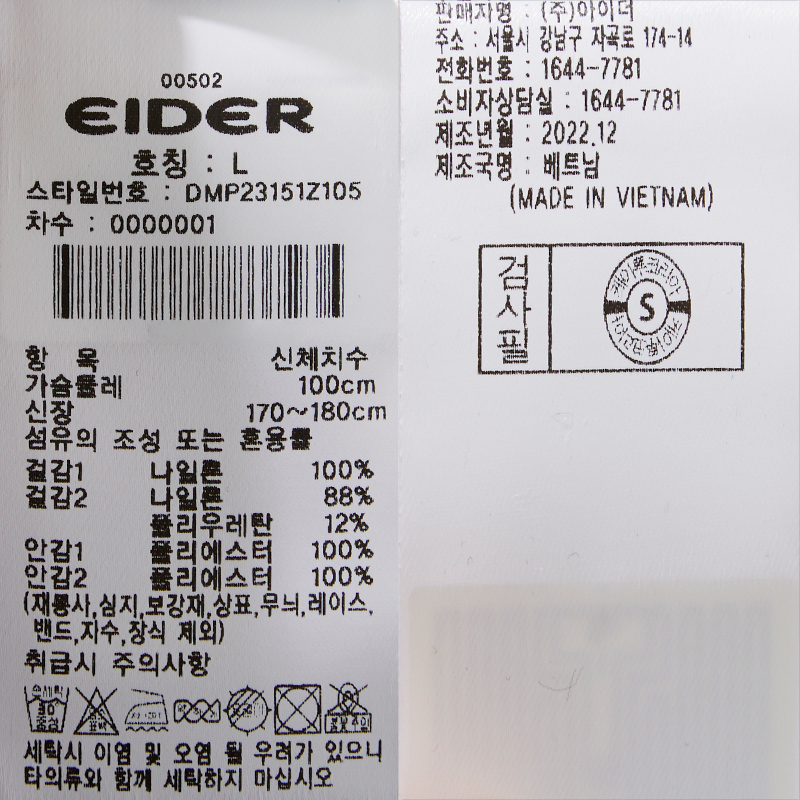 00502
EIDER
호칭 : L
스타일번호 : DMP23151Z105
차수 : 0000001
항 목 신체치수
가슴둘레 100cm
신장 170~180cm
섬유의 조성 또는 혼용률
겉감1 나일론 100%
겉감2 나일론 88%
폴리우레탄 12%
안감1 폴리에스터 100%
안감2 폴리에스터 100%
(재봉사,심지,보강재,상표,무늬,레이스,
밴드,자수,장식 제외)
취급시 주의사항
손세탁
30
중성
세탁시 이염 및 오염 될 우려가 있으니
타의류와 함께 세탁하지 마십시오
판매자명 : (주)아이더
주소 : 서울시 강남구 자곡로 174-14
전화번호 : 1644-7781
소비자상담실 : 1644-7781
제조년월 : 2022.12
제조국명 : 베트남
(MADE IN VIETNAM)
검사필
S